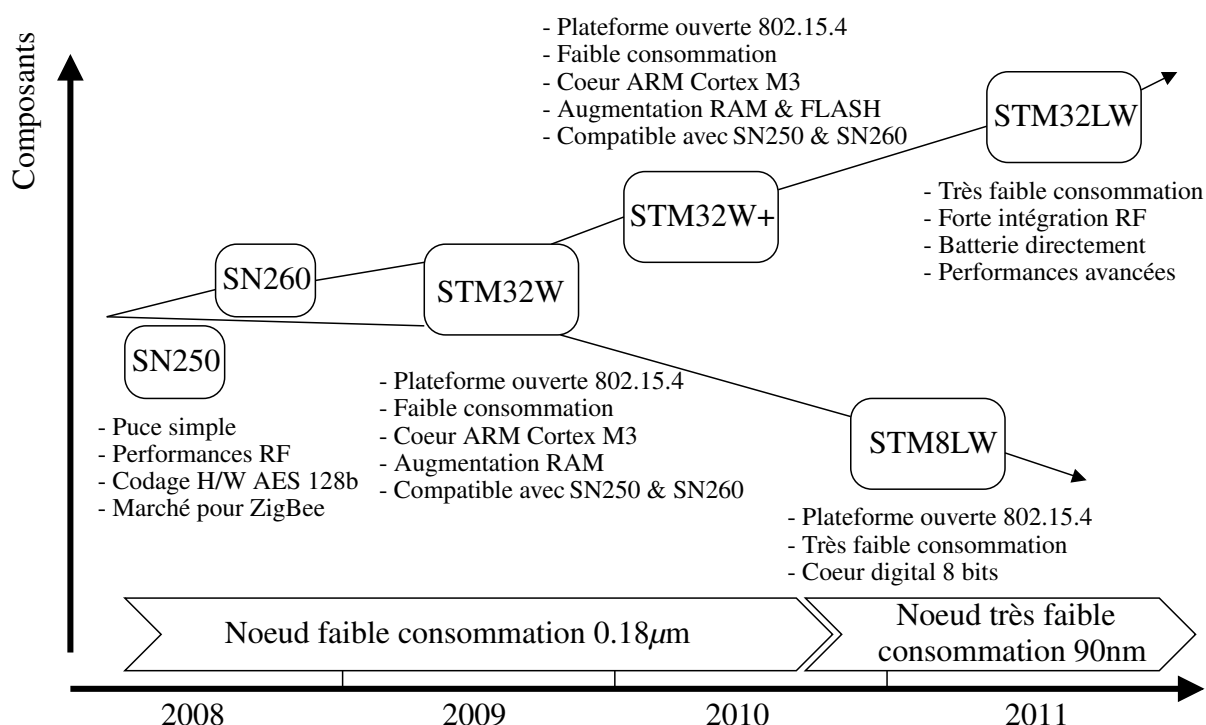 Composants
- Plateforme ouverte 802.15.4
- Faible consommation
- Coeur ARM Cortex M3
- Augmentation RAM & FLASH
- Compatible avec SN250 & SN260
STM32LW
- Très faible consommation
- Forte intégration RF
- Batterie directement
- Performances avancées
STM32W+
SN260
STM32W
SN250
- Puce simple
- Performances RF
- Codage H/W AES 128b
- Marché pour ZigBee
- Plateforme ouverte 802.15.4
- Faible consommation
- Coeur ARM Cortex M3
- Augmentation RAM
- Compatible avec SN250 & SN260
STM8LW
- Plateforme ouverte 802.15.4
- Très faible consommation
- Coeur digital 8 bits
Noeud faible consommation 0.18μm
Noeud très faible
consommation 90nm
2008
2009
2010
2011